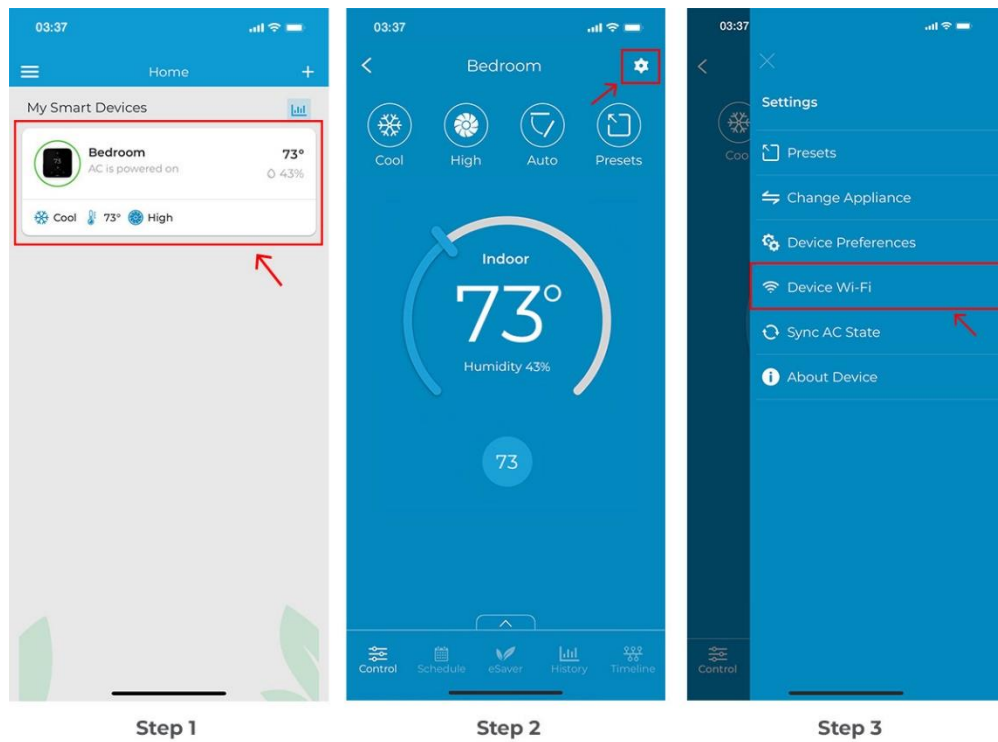 03:37
Home
My Smart Devices
73
Bedroom
73°
AC is powered on
43%
Cool 73° High
Step 1
03:37
Bedroom
Cool High Auto Presets
Indoor
73°
Humidity 43%
73
Control Schedule eSaver History Timeline
Step 2
03:37
Settings
Coo
Presets
Change Appliance
Device Preferences
Device Wi-Fi
Sync AC State
About Device
Control
Step 3